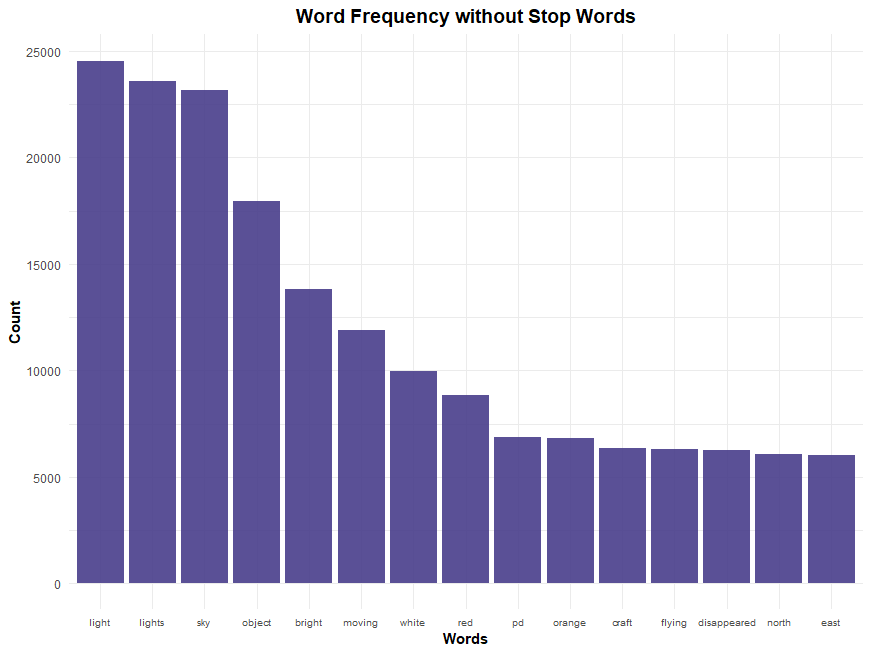 Word Frequency without Stop Words
25000
20000
15000
10000
5000
0
Count
light lights sky object bright moving white red pd orange craft flying disappeared north east
Words